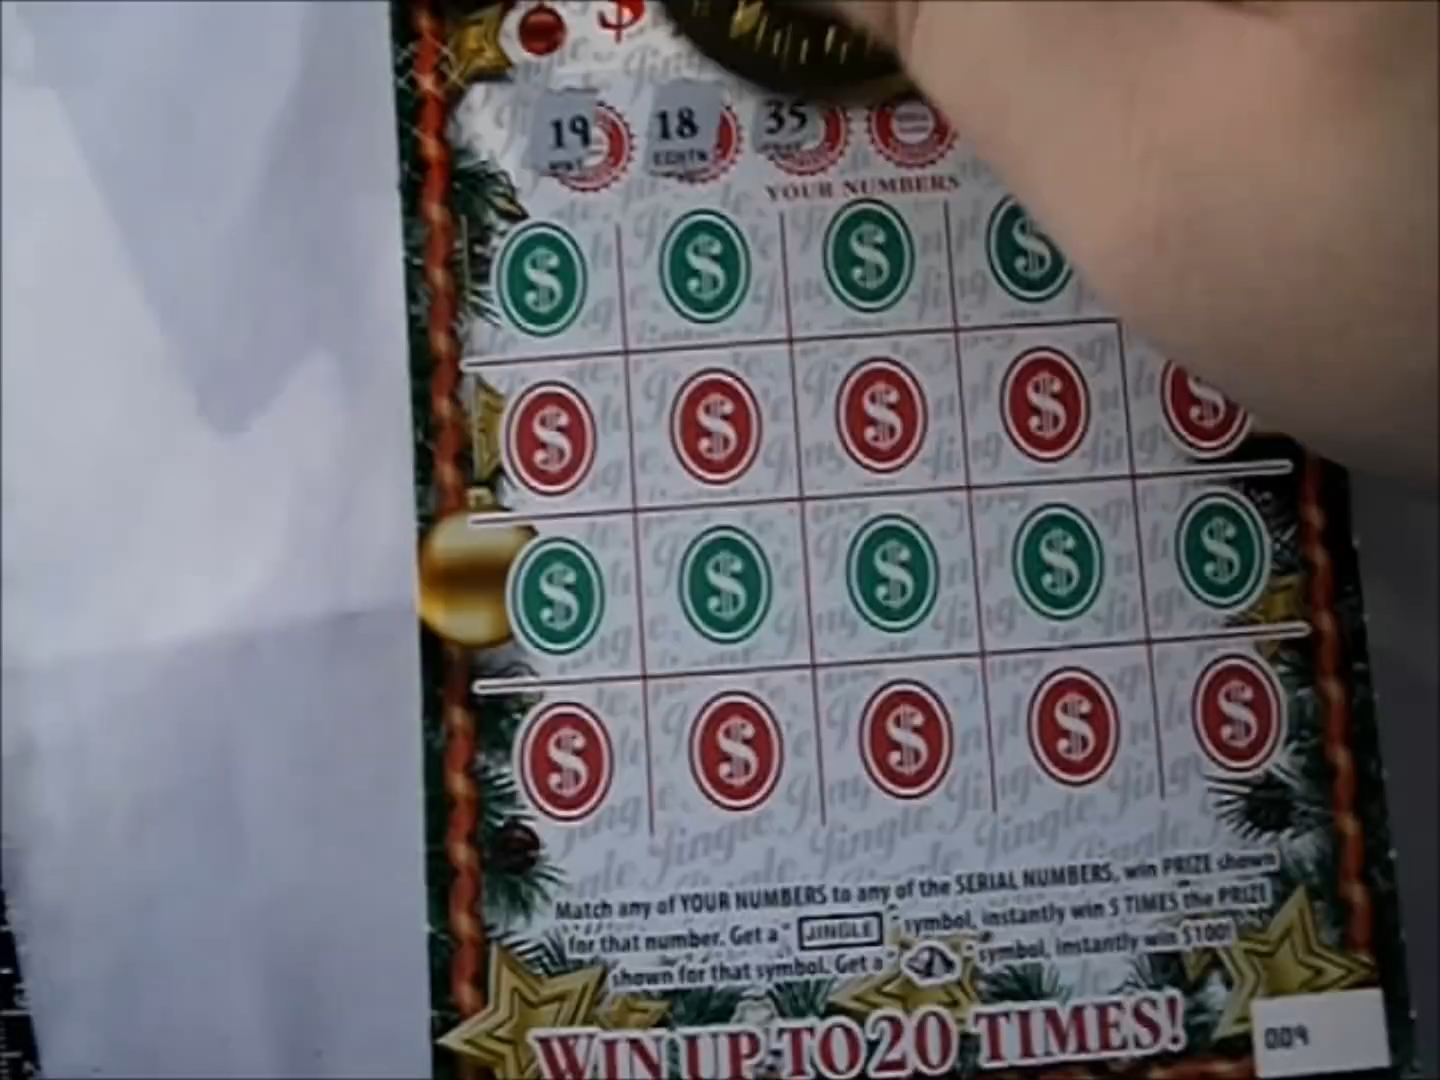 $
19 18 35
EGHTN
YOUR NUMBERS
$ $ $ $
$ $ $ $ $
$ $ $ $ $
$ $ $ $ $
Match any of YOUR NUMBERS to any of the SERIAL NUMBERS, win PRIZE shown
for that number. Get a " JINGLE " symbol, instantly win 5 TIMES the PRIZE
shown for that symbol. Get a " " symbol, instantly win $100!
WIN UP TO 20 TIMES!
009